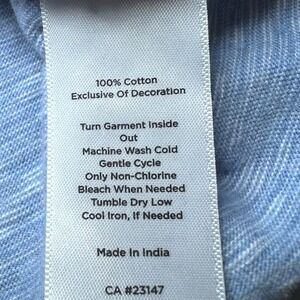 100% Cotton
Exclusive Of Decoration
Turn Garment Inside
Out
Machine Wash Cold
Gentle Cycle
Only Non-Chlorine
Bleach When Needed
Tumble Dry Low
Cool Iron, If Needed
Made In India
CA #23147